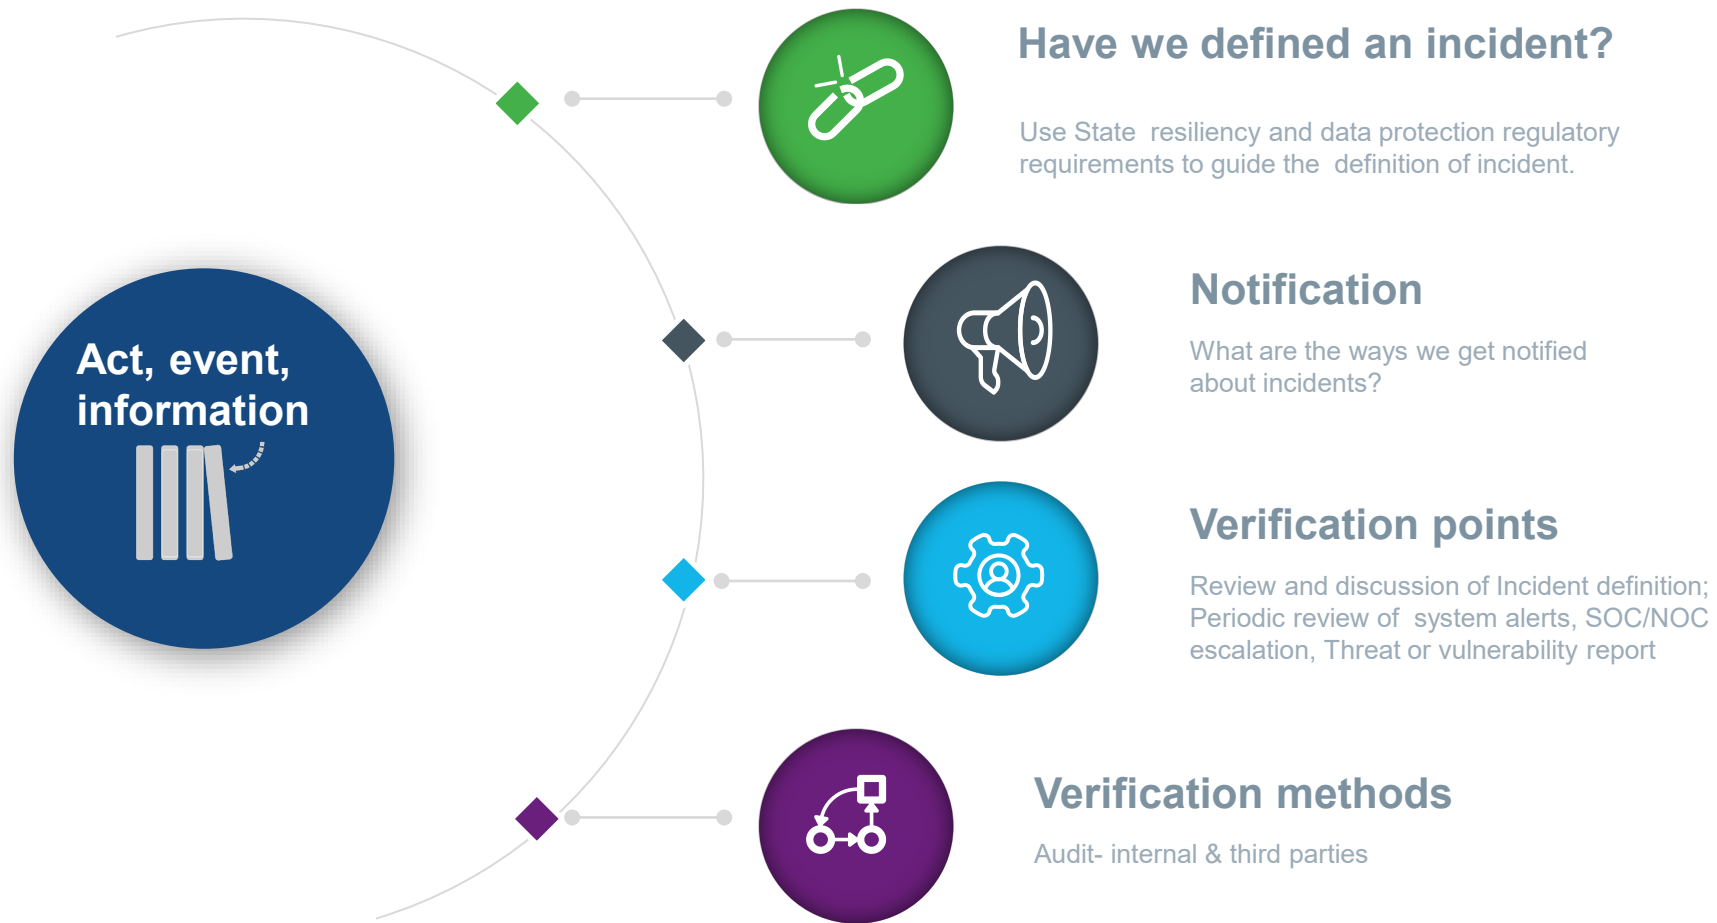 Have we defined an incident?
Use State  resiliency and data protection regulatory
requirements to guide the  definition of incident.
Notification
What are the ways we get notified
about incidents?
Act, event,
information
Verification points
Review and discussion of Incident definition;
Periodic review of  system alerts, SOC/NOC
escalation, Threat or vulnerability report
Verification methods
Audit- internal & third parties